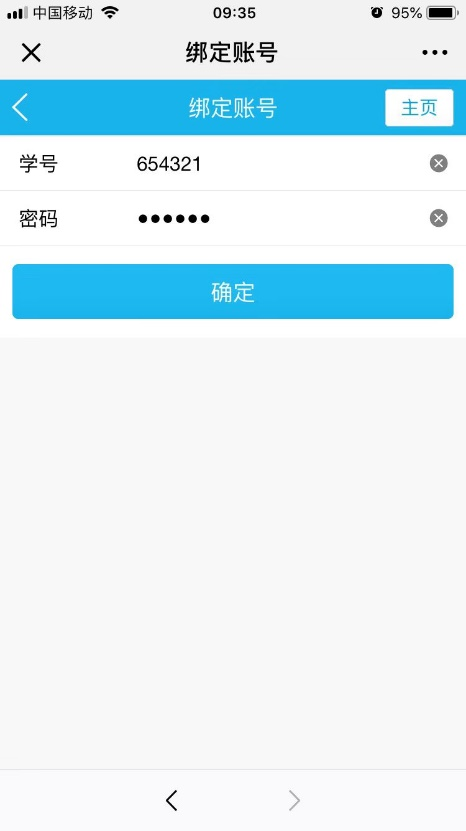 中国移动 09:35 95%
绑定账号
绑定账号 主页
学号 654321
密码 ●●●●●●
确定